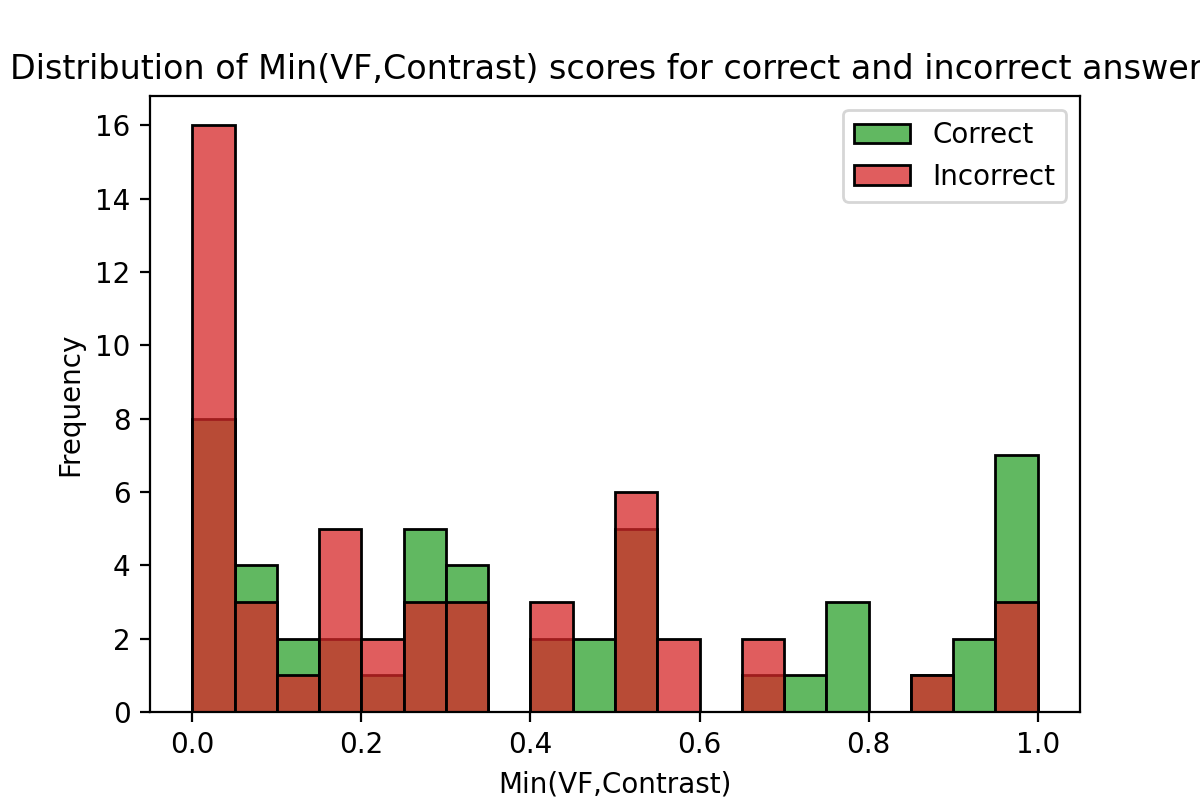 Distribution of Min(VF,Contrast) scores for correct and incorrect answer
Correct
Incorrect
16
14
12
10
8
6
4
2
0
Frequency
0.0 0.2 0.4 0.6 0.8 1.0
Min(VF,Contrast)